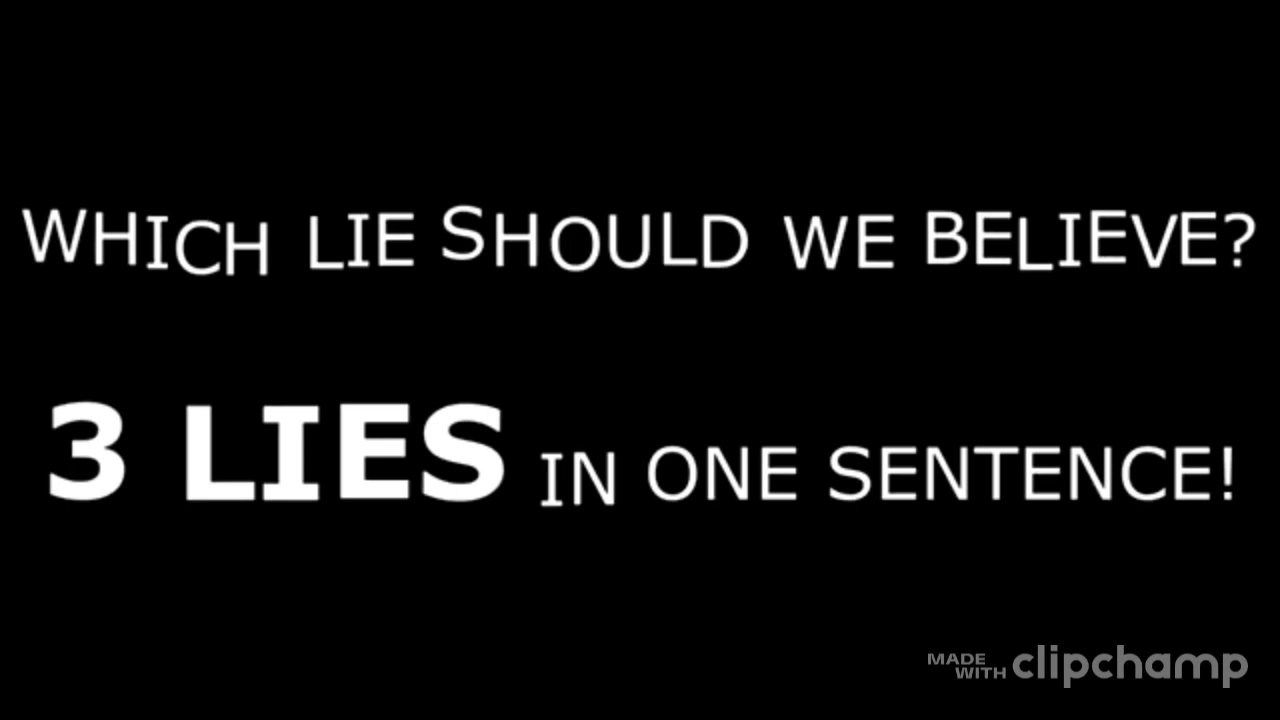 WHICH LIE SHOULD WE BELIEVE?
3 LIES IN ONE SENTENCE!
MADE WITH clipchamp